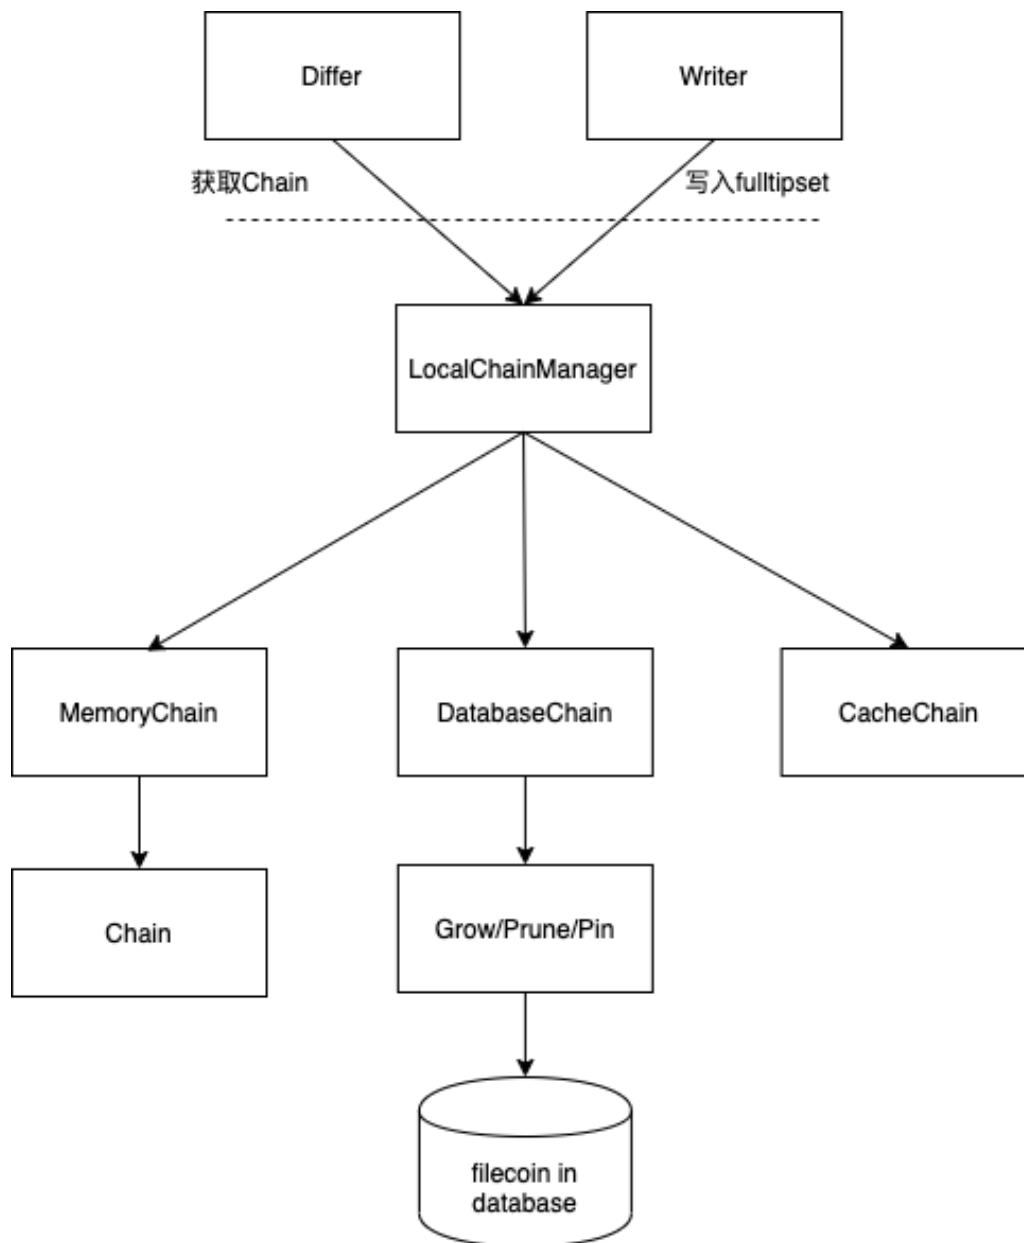 Differ
Writer
获取Chain
写入fulltipset
LocalChainManager
MemoryChain
DatabaseChain
CacheChain
Chain
Grow/Prune/Pin
filecoin in
database